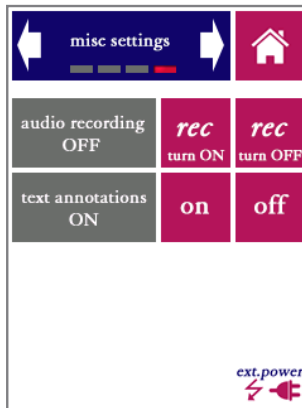 misc settings
audio recording
OFF
rec
turn ON
rec
turn OFF
text annotations
ON
on
off
ext.power